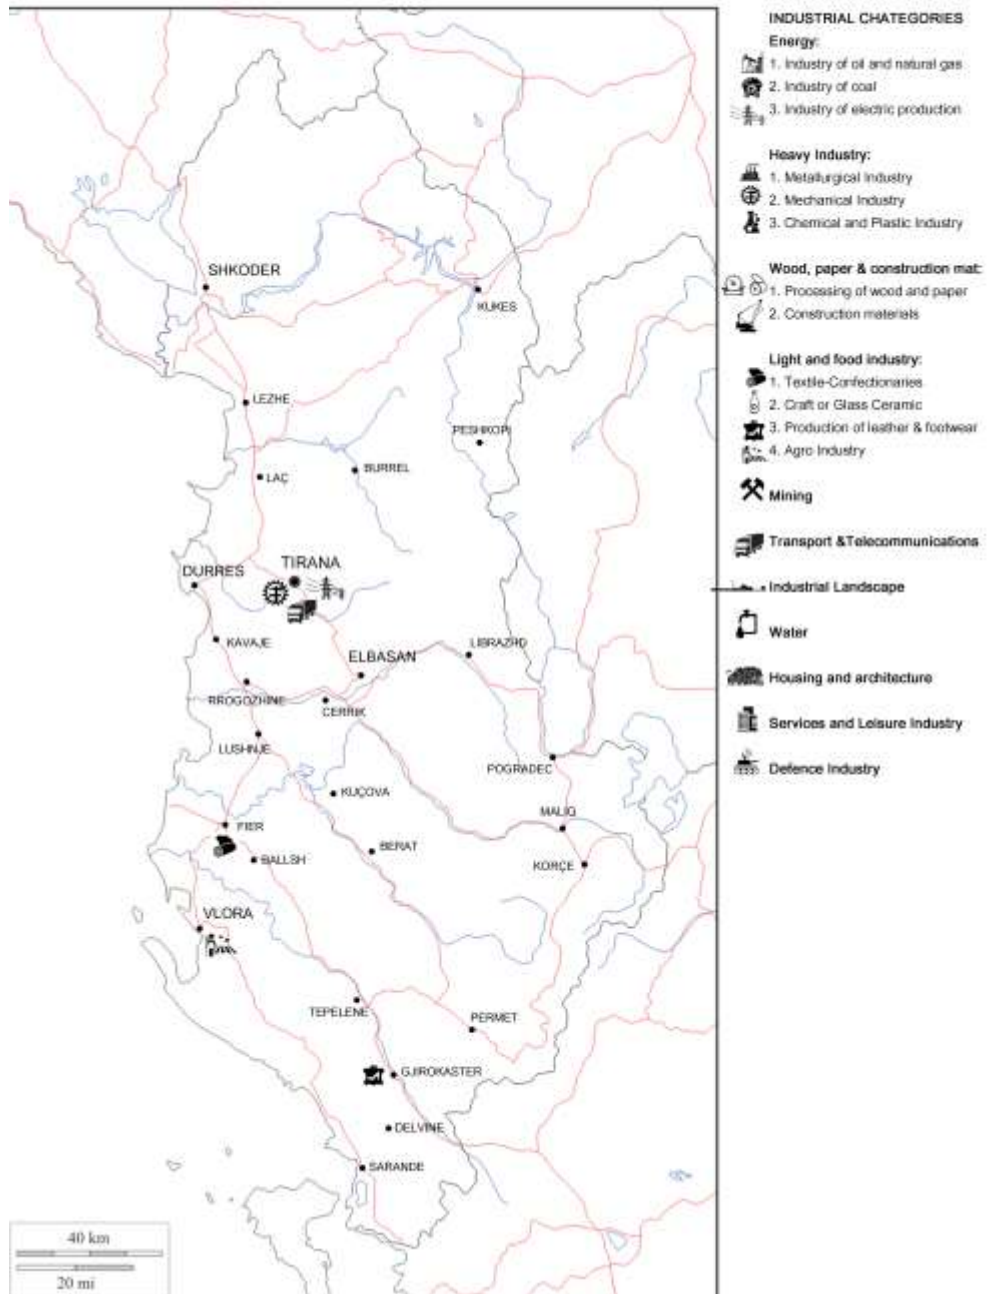 INDUSTRIAL CHATEGORIES
Energy:
1. Industry of oil and natural gas
2. Industry of coal
3. Industry of electric production
Heavy Industry:
1. Metallurgical Industry
2. Mechanical Industry
3. Chemical and Plastic Industry
Wood, paper & construction mat:
1. Processing of wood and paper
2. Construction materials
Light and food industry:
1. Textile-Confectionaries
2. Craft or Glass Ceramic
3. Production of leather & footwear
4. Agro Industry
Mining
Transport &Telecommunications
Industrial Landscape
Water
Housing and architecture
Services and Leisure Industry
Defence Industry
SHKODER
KUKES
LEZHE
PESHKOPI
BURREL
LAÇ
TIRANA
DURRES
KAVAJE
LIBRAZHD
ELBASAN
RROGOZHINE
CERRIK
LUSHNJE
POGRADEC
KUÇOVA
MALIQ
FIER
BERAT
BALLSH
KORÇE
VLORA
TEPELENE
PERMET
GJIROKASTER
DELVINE
SARANDE
40 km
20 mi